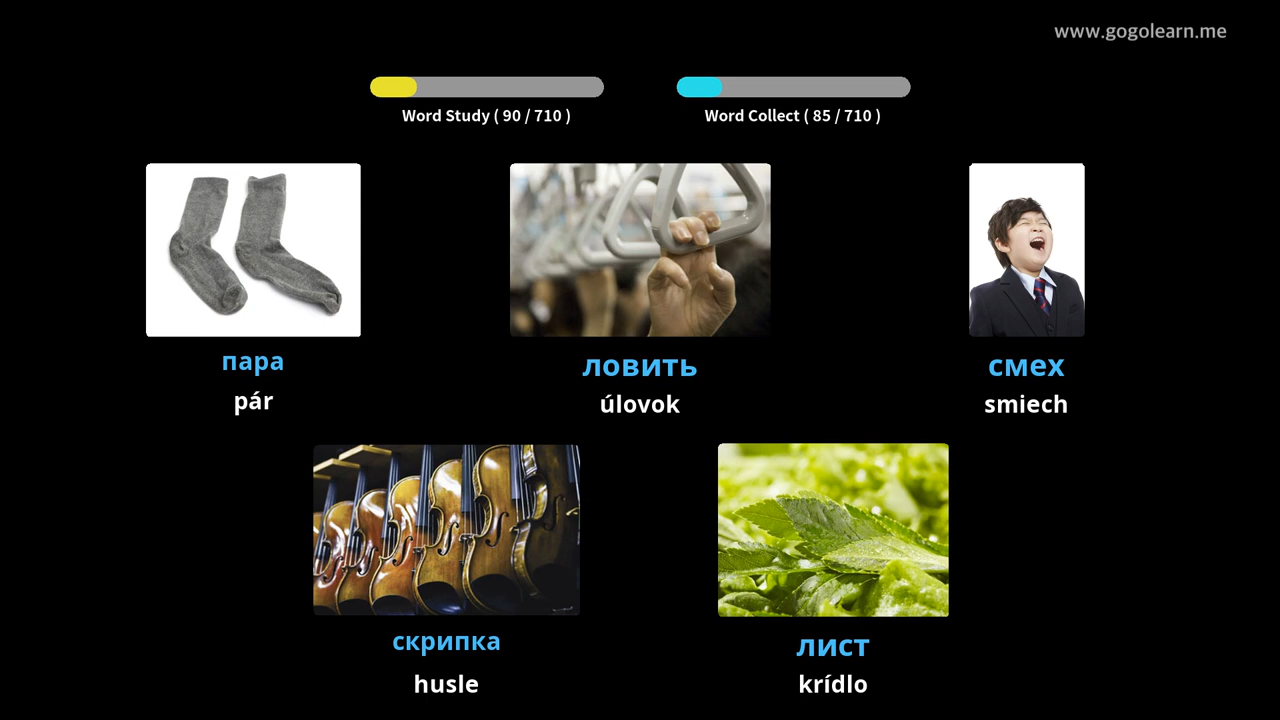 www.gogolearn.me
Word Study ( 90 / 710 )
Word Collect ( 85 / 710 )
пара
pár
ловить
úlovok
смех
smiech
скрипка
husle
лист
krídlo